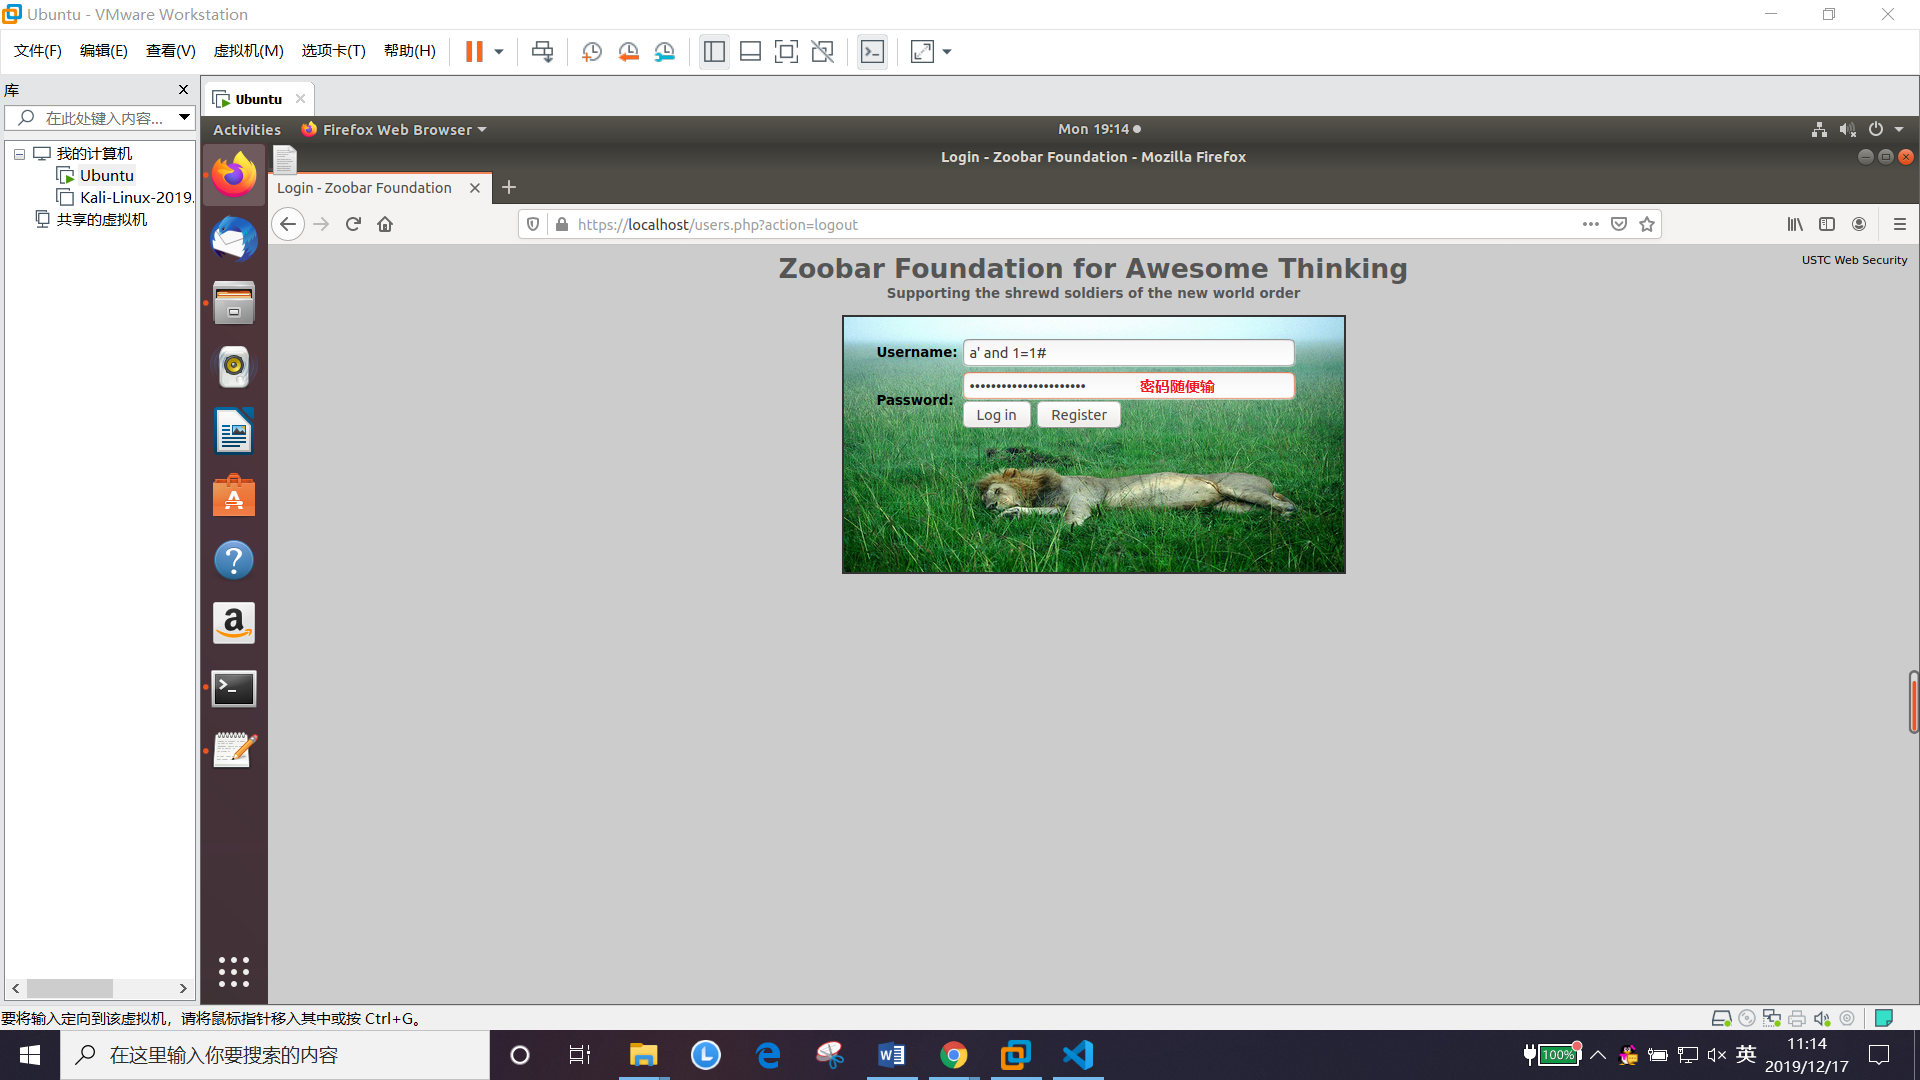 Ubuntu - VMware Workstation
文件(F) 编辑(E) 查看(V) 虚拟机(M) 选项卡(T) 帮助(H)
库
在此处键入内容...
我的计算机
Ubuntu
Kali-Linux-2019.
共享的虚拟机
Ubuntu
Activities Firefox Web Browser Mon 19:14
Login - Zoobar Foundation - Mozilla Firefox
Login - Zoobar Foundation
https://localhost/users.php?action=logout
Zoobar Foundation for Awesome Thinking
USTC Web Security
Supporting the shrewd soldiers of the new world order
Username: a' and 1=1#
密码随便输
Password:
Log in Register
要将输入定向到该虚拟机，请将鼠标指针移入其中或按 Ctrl+G。
在这里输入你要搜索的内容
100%
英
11:14
2019/12/17